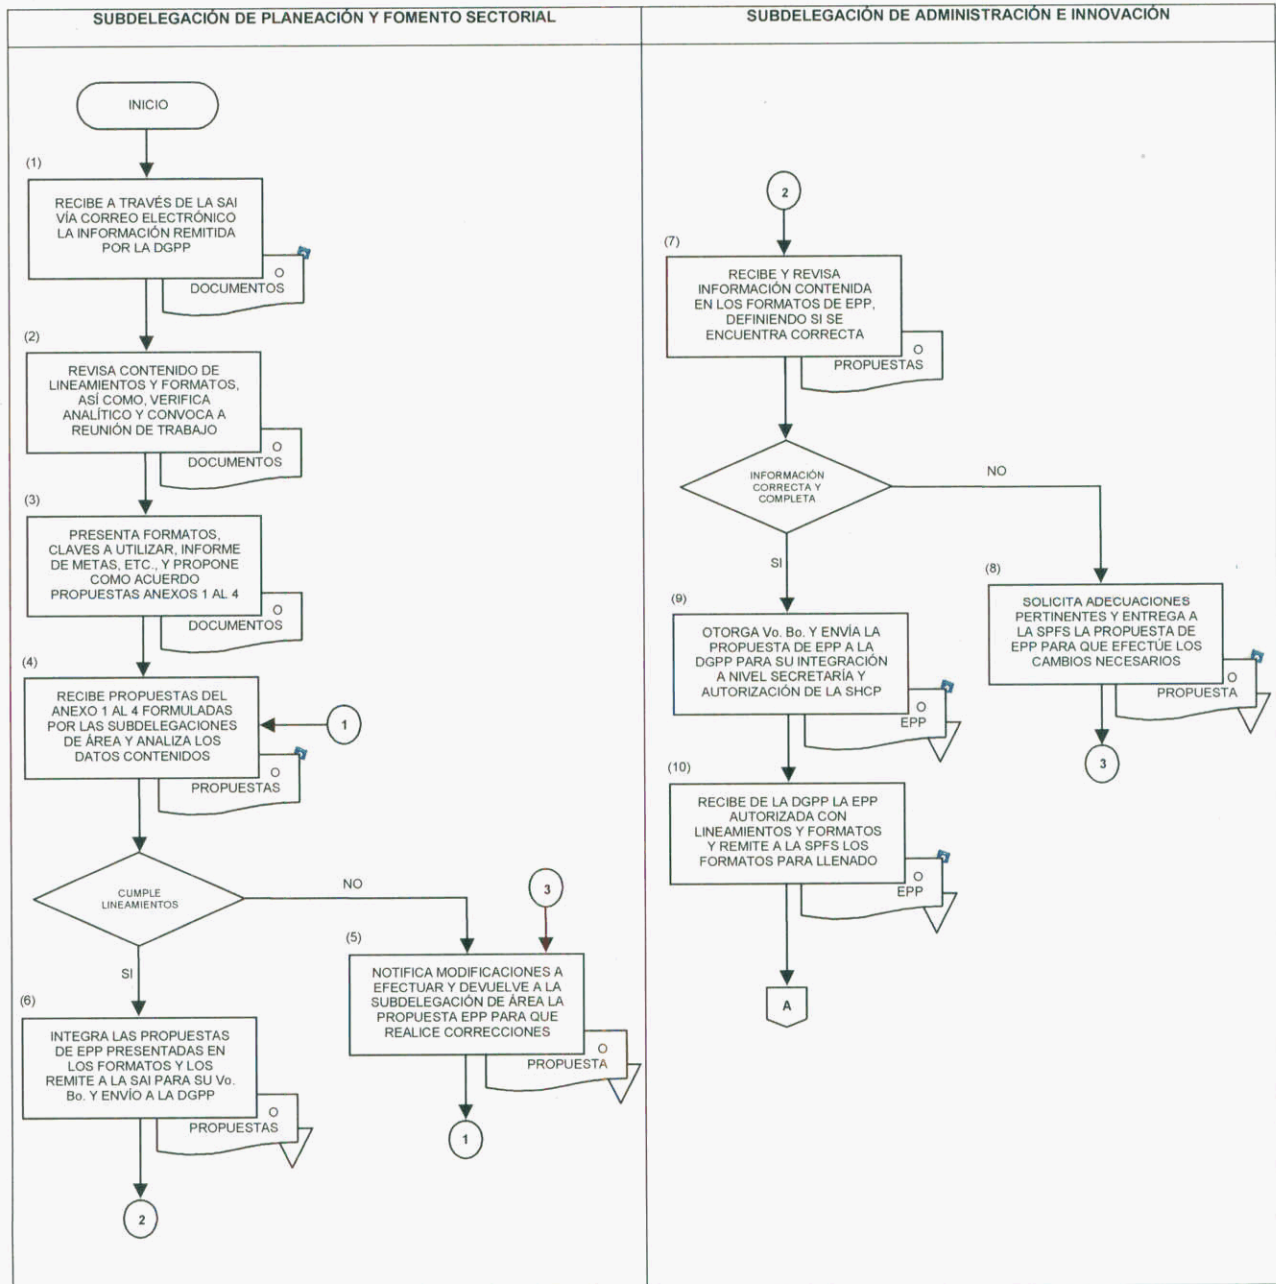 SUBDELEGACIÓN DE PLANEACIÓN Y FOMENTO SECTORIAL
INICIO
(1)
RECIBE A TRAVÉS DE LA SAI
VÍA CORREO ELECTRÓNICO
LA INFORMACIÓN REMITIDA
POR LA DGPP
O
DOCUMENTOS
(2)
REVISA CONTENIDO DE
LINEAMIENTOS Y FORMATOS,
ASÍ COMO, VERIFICA
ANALÍTICO Y CONVOCA A
REUNIÓN DE TRABAJO
O
DOCUMENTOS
(3)
PRESENTA FORMATOS,
CLAVES A UTILIZAR, INFORME
DE METAS, ETC., Y PROPONE
COMO ACUERDO
PROPUESTAS ANEXOS 1 AL 4
O
DOCUMENTOS
(4)
RECIBE PROPUESTAS DEL
ANEXO 1 AL 4 FORMULADAS
POR LAS SUBDELEGACIONES
DE ÁREA Y ANALIZA LOS
DATOS CONTENIDOS
1
O
PROPUESTAS
CUMPLE
LINEAMIENTOS
NO
3
(5)
NOTIFICA MODIFICACIONES A
EFECTUAR Y DEVUELVE A LA
SUBDELEGACIÓN DE ÁREA LA
PROPUESTA EPP PARA QUE
REALICE CORRECCIONES
O
PROPUESTA
1
SI
(6)
INTEGRA LAS PROPUESTAS
DE EPP PRESENTADAS EN
LOS FORMATOS Y LOS
REMITE A LA SAI PARA SU Vo.
Bo. Y ENVÍO A LA DGPP
O
PROPUESTAS
2
SUBDELEGACIÓN DE ADMINISTRACIÓN E INNOVACIÓN
2
(7)
RECIBE Y REVISA
INFORMACIÓN CONTENIDA
EN LOS FORMATOS DE EPP,
DEFINIENDO SI SE
ENCUENTRA CORRECTA
O
PROPUESTAS
INFORMACIÓN
CORRECTA Y
COMPLETA
NO
(8)
SOLICITA ADECUACIONES
PERTINENTES Y ENTREGA A
LA SPFS LA PROPUESTA DE
EPP PARA QUE EFECTÚE LOS
CAMBIOS NECESARIOS
O
PROPUESTA
3
SI
(9)
OTORGA Vo. Bo. Y ENVÍA LA
PROPUESTA DE EPP A LA
DGPP PARA SU INTEGRACIÓN
A NIVEL SECRETARÍA Y
AUTORIZACIÓN DE LA SHCP
O
EPP
(10)
RECIBE DE LA DGPP LA EPP
AUTORIZADA CON
LINEAMIENTOS Y FORMATOS
Y REMITE A LA SPFS LOS
FORMATOS PARA LLENADO
O
EPP
A